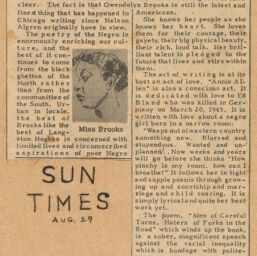 clear. The fact is that Gwendolyn
fine a thing that has happened to
Chicago writing since Nelson
Algren originally hove in view.
The poetry of the Negro is
enormously enriching our cul-
ture, and the
best of it con-
tinues to come
from the black
ghettos of the
North rather
than from the
communities of
the South. Ur-
ban in locale,
the best of
Brooks like the
best of Lang-
ston Hughes is concerned with
limited lives and circumscribed
aspirations of poor Negro
Miss Brooks
SUN
TIMES
AUG. 29
Brooks is still the latest and
Americans.
She knows her people as she
knows her heart. She loves
them for their courage, their
gayety, their big physical beauty,
their rich, loud talk. Her bril-
liant talent is pledged to the
future that lives and stirs within
them.
The act of writing is at its
best an act of love. "Annie Al-
len" is also a conscious act. It
is dedicated with love to Ed
Bland who was killed in Ger-
many on March 20, 1945. It is
written with love about a negro
girl born in a narrow room:
"Weeps out of western country
something new. Blurred and
stupendous. Wanted and un-
planned." Now weeks and years
will go before she thinks "How
pinchy is my room, how can I
breathe!" It follows her in tight
and supple poems through grow-
ing up and courtship and mar-
riage and child rearing. It is
simply lyrical and quite her best
work yet.
The poem, "Men of Careful
Turns, Haters of Forks in the
Road" which winds up the book,
is a sober, magnificent speech
against the racial inequality
which is bondage with polite-